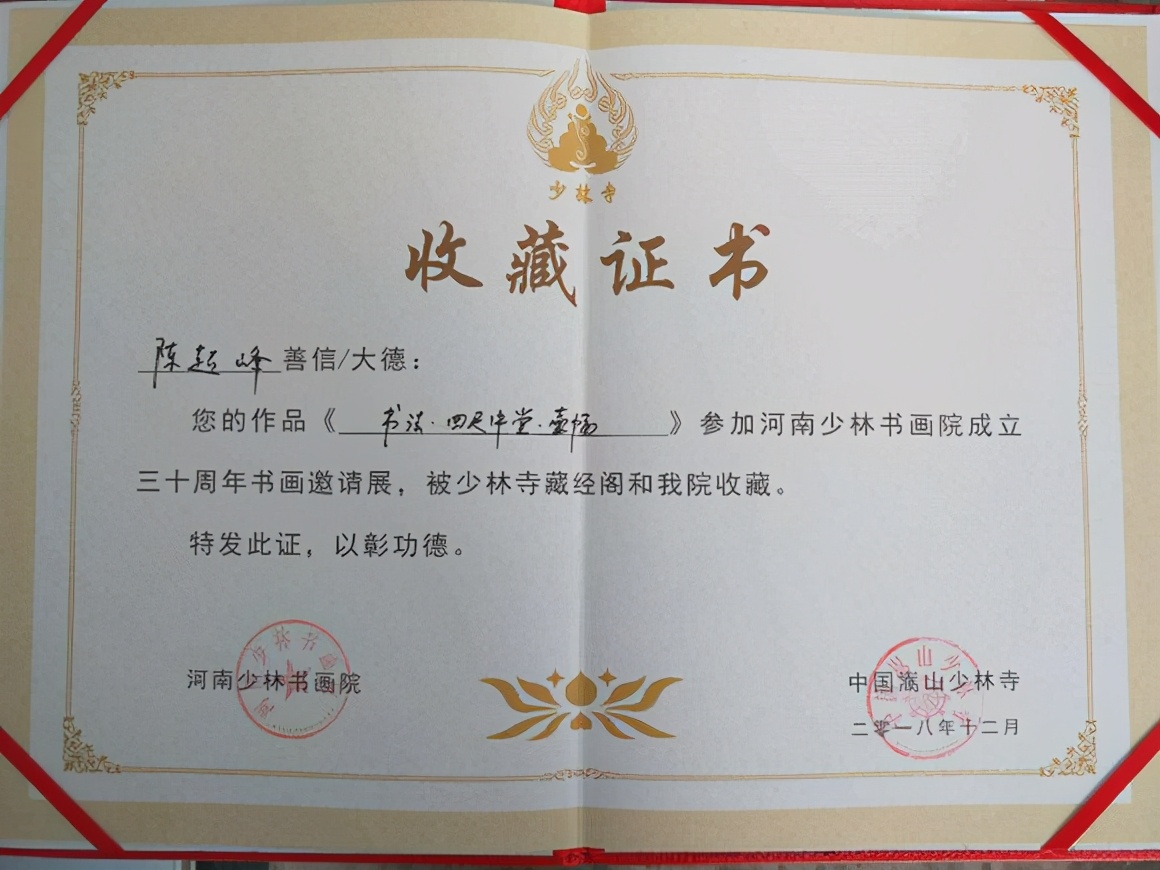 少林寺
收藏证书
陈超峰善信/大德：
您的作品《书法·四尺中堂·壹幅》参加河南少林书画院成立
三十周年书画邀请展，被少林寺藏经阁和我院收藏。
特发此证，以彰功德。
河南少林书画院
中国嵩山少林寺
二零一八年十二月